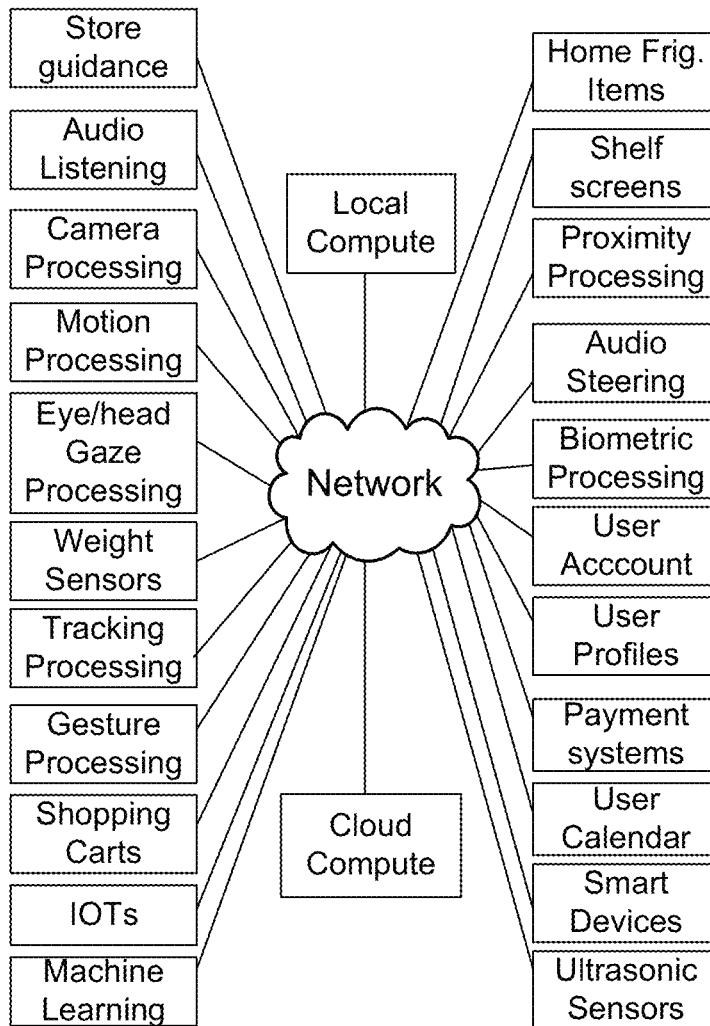 Store
guidance
Audio
Listening
Camera
Processing
Motion
Processing
Eye/head
Gaze
Processing
Weight
Sensors
Tracking
Processing
Gesture
Processing
Shopping
Carts
IOTs
Machine
Learning
Local
Compute
Network
Cloud
Compute
Home Frig.
Items
Shelf
screens
Proximity
Processing
Audio
Steering
Biometric
Processing
User
Acccount
User
Profiles
Payment
systems
User
Calendar
Smart
Devices
Ultrasonic
Sensors